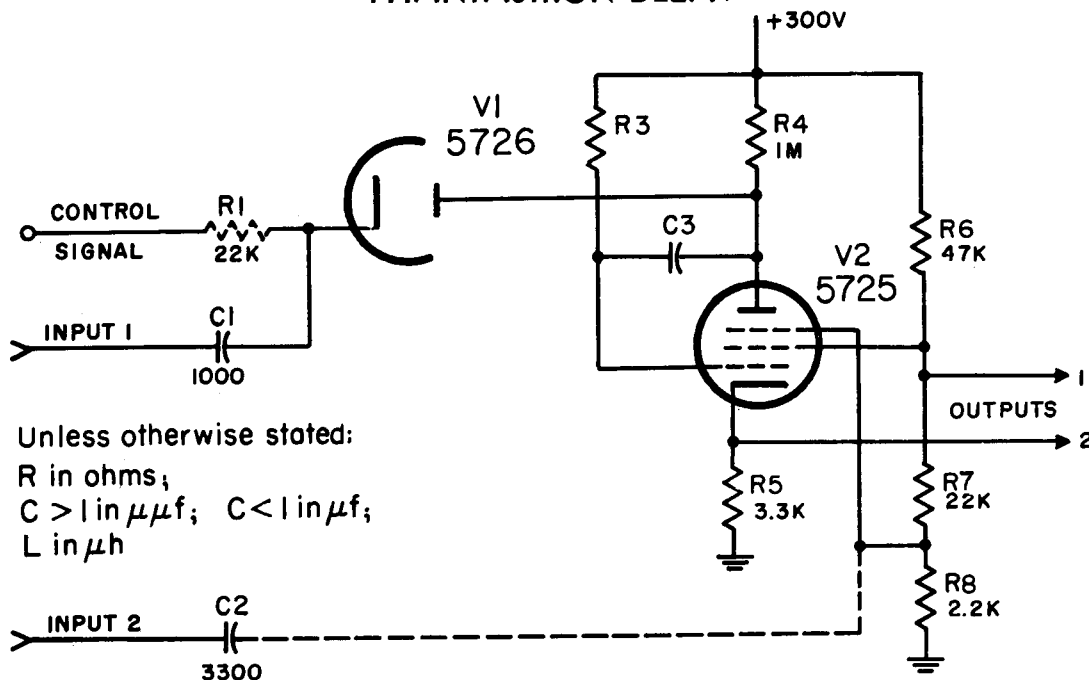 +300V
V1
5726
R3
R4
1M
CONTROL
SIGNAL
R1
22K
C3
V2
5725
R6
47K
INPUT 1
C1
1000
1
OUTPUTS
2
Unless otherwise stated:
R in ohms;
C > 1 in μμf; C < 1 in μf;
L in μh
R5
3.3K
R7
22K
R8
2.2K
INPUT 2
C2
3300